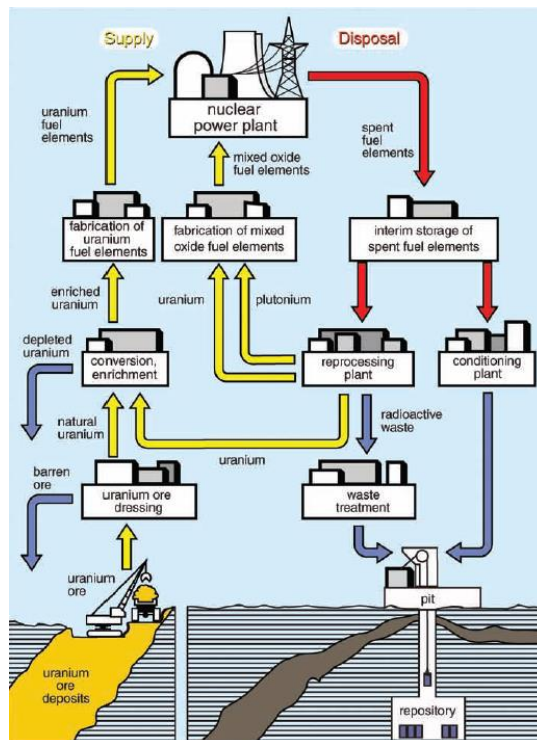 Supply
Disposal
nuclear
power plant
uranium
fuel
elements
mixed oxide
fuel elements
spent
fuel
elements
fabrication of
uranium
fuel elements
fabrication of mixed
oxide fuel elements
interim storage of
spent fuel elements
enriched
uranium
uranium
plutonium
depleted
uranium
conversion,
enrichment
reprocessing
plant
conditioning
plant
natural
uranium
uranium
radioactive
waste
barren
ore
uranium ore
dressing
waste
treatment
uranium
ore
pit
uranium
ore
deposits
repository